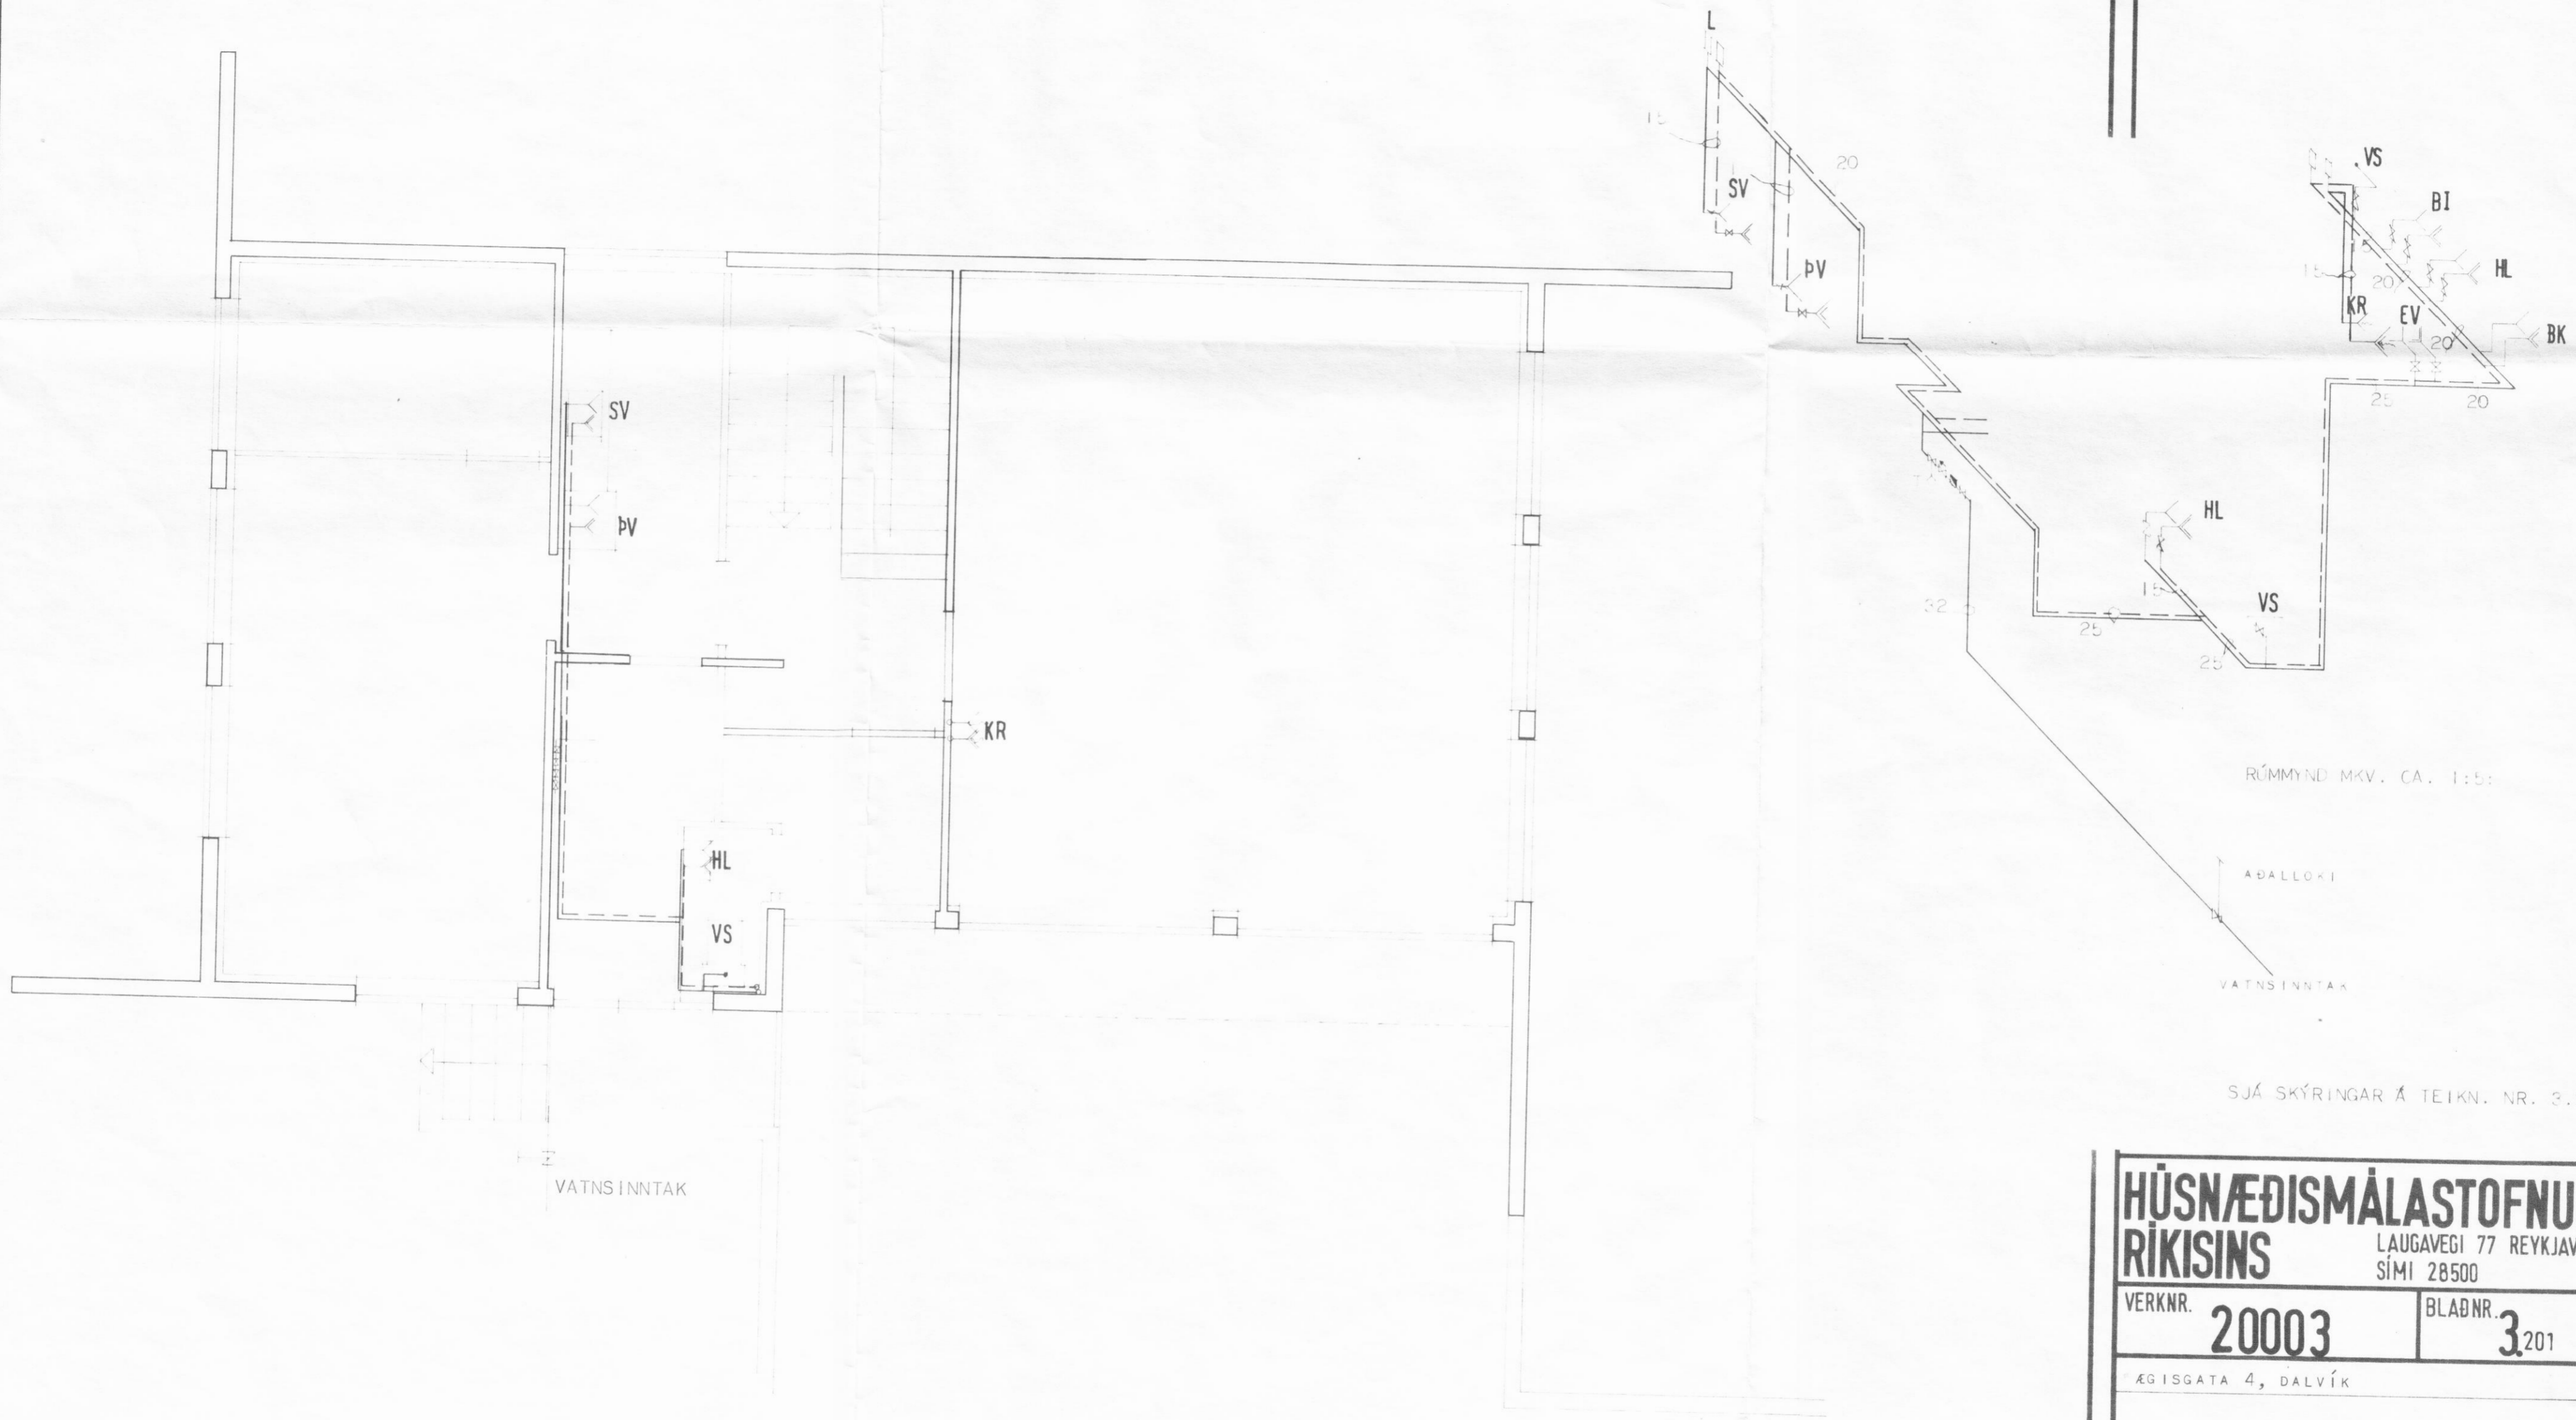 L
15
SV
20
ÞV
VS
BI
HL
15
20
KR
EV
20
BK
25
20
SV
ÞV
HL
15
32
25
VS
25
KR
RÚMMYND MKV. CA. 1:5
HL
AÐALLOKI
VS
VATNSINNTAK
SJÁ SKÝRINGAR Á TEIKN. NR. 3.
VATNSINNTAK
HÚSNÆÐISMÁLASTOFNU
RÍKISINS
LAUGAVEGI 77 REYKJAV
SÍMI 28500
VERKNR. 20003
BLAÐNR. 3.201
ÆGISGATA 4, DALVÍK